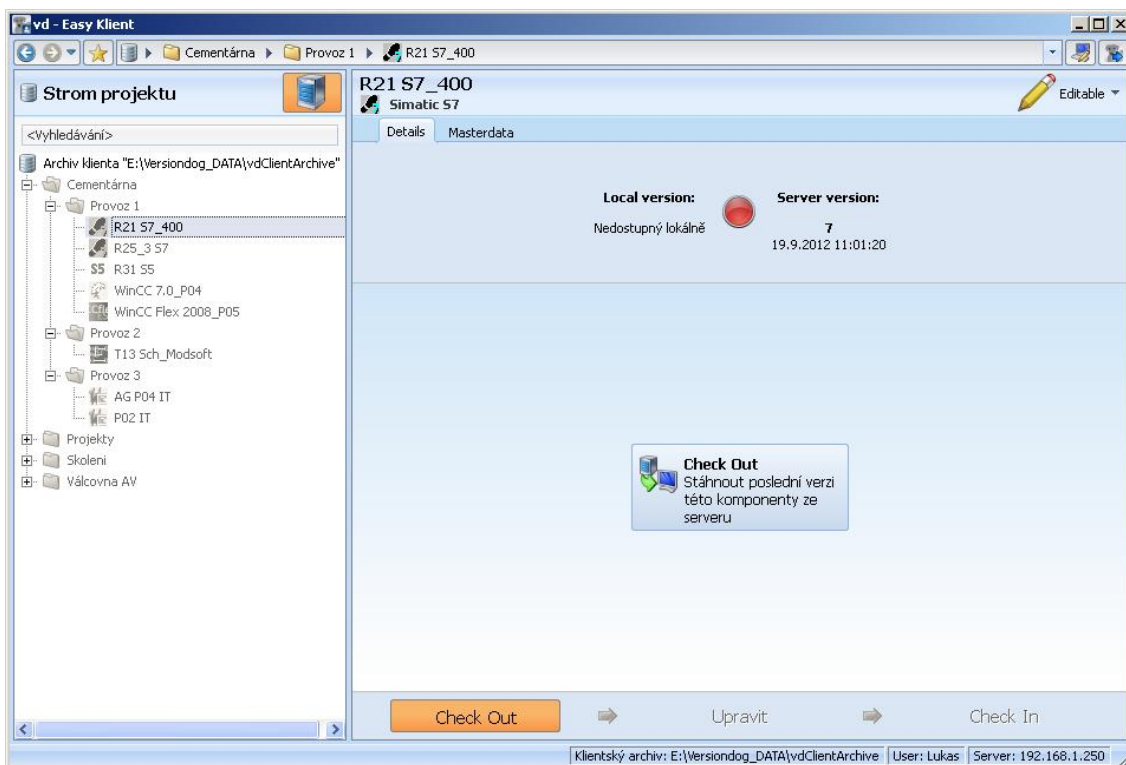 vd - Easy Klient
Cementárna Provoz 1 R21 S7_400
Strom projektu
<Vyhledávání>
Archiv klienta "E:\Versiondog_DATA\vdClientArchive"
Cementárna
Provoz 1
R21 S7_400
R25_3 S7
S5 R31 S5
WinCC 7.0_P04
WinCC Flex 2008_P05
Provoz 2
T13 Sch_Modsoft
Provoz 3
AG P04 IT
P02 IT
Projekty
Skoleni
Válcovna AV
R21 S7_400
Simatic S7
Editable
Details Masterdata
Local version: Server version:
Nedostupný lokálně 7
19.9.2012 11:01:20
Check Out
Stáhnout poslední verzi
této komponenty ze
serveru
Check Out Upravit Check In
Klientský archiv: E:\Versiondog_DATA\vdClientArchive User: Lukas Server: 192.168.1.250